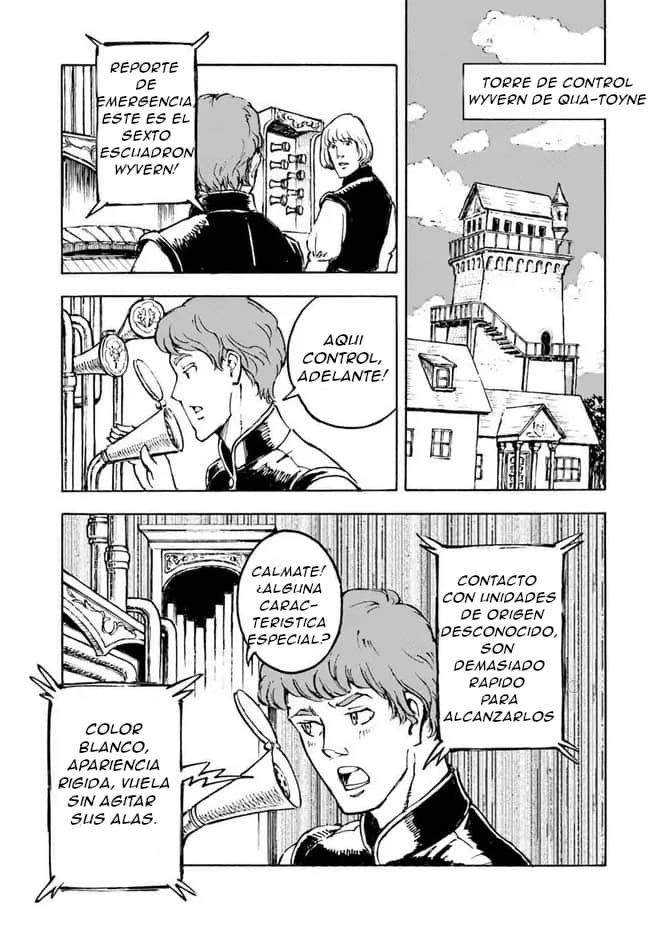 TORRE DE CONTROL
WYVERN DE QUA-TOYNE
REPORTE
DE
EMERGENCIA,
ESTE ES EL
SEXTO
ESCUADRON
WYVERN!
AQUI
CONTROL,
ADELANTE!
CONTACTO
CON UNIDADES
DE ORIGEN
DESCONOCIDO,
SON
DEMASIADO
RAPIDO
PARA
ALCANZARLOS
CALMATE!
¿ALGUNA
CARAC-
TERISTICA
ESPECIAL?
COLOR
BLANCO,
APARIENCIA
RIGIDA, VUELA
SIN AGITAR
SUS ALAS.